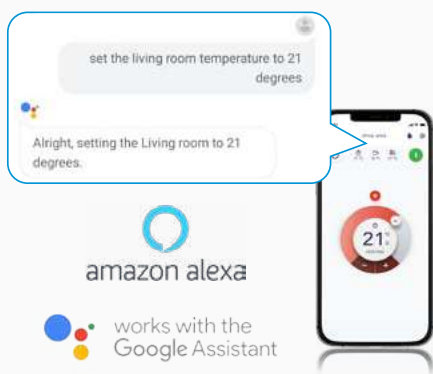 set the living room temperature to 21
degrees
Alright, setting the Living room to 21
degrees.
21
amazon alexa
works with the
Google Assistant